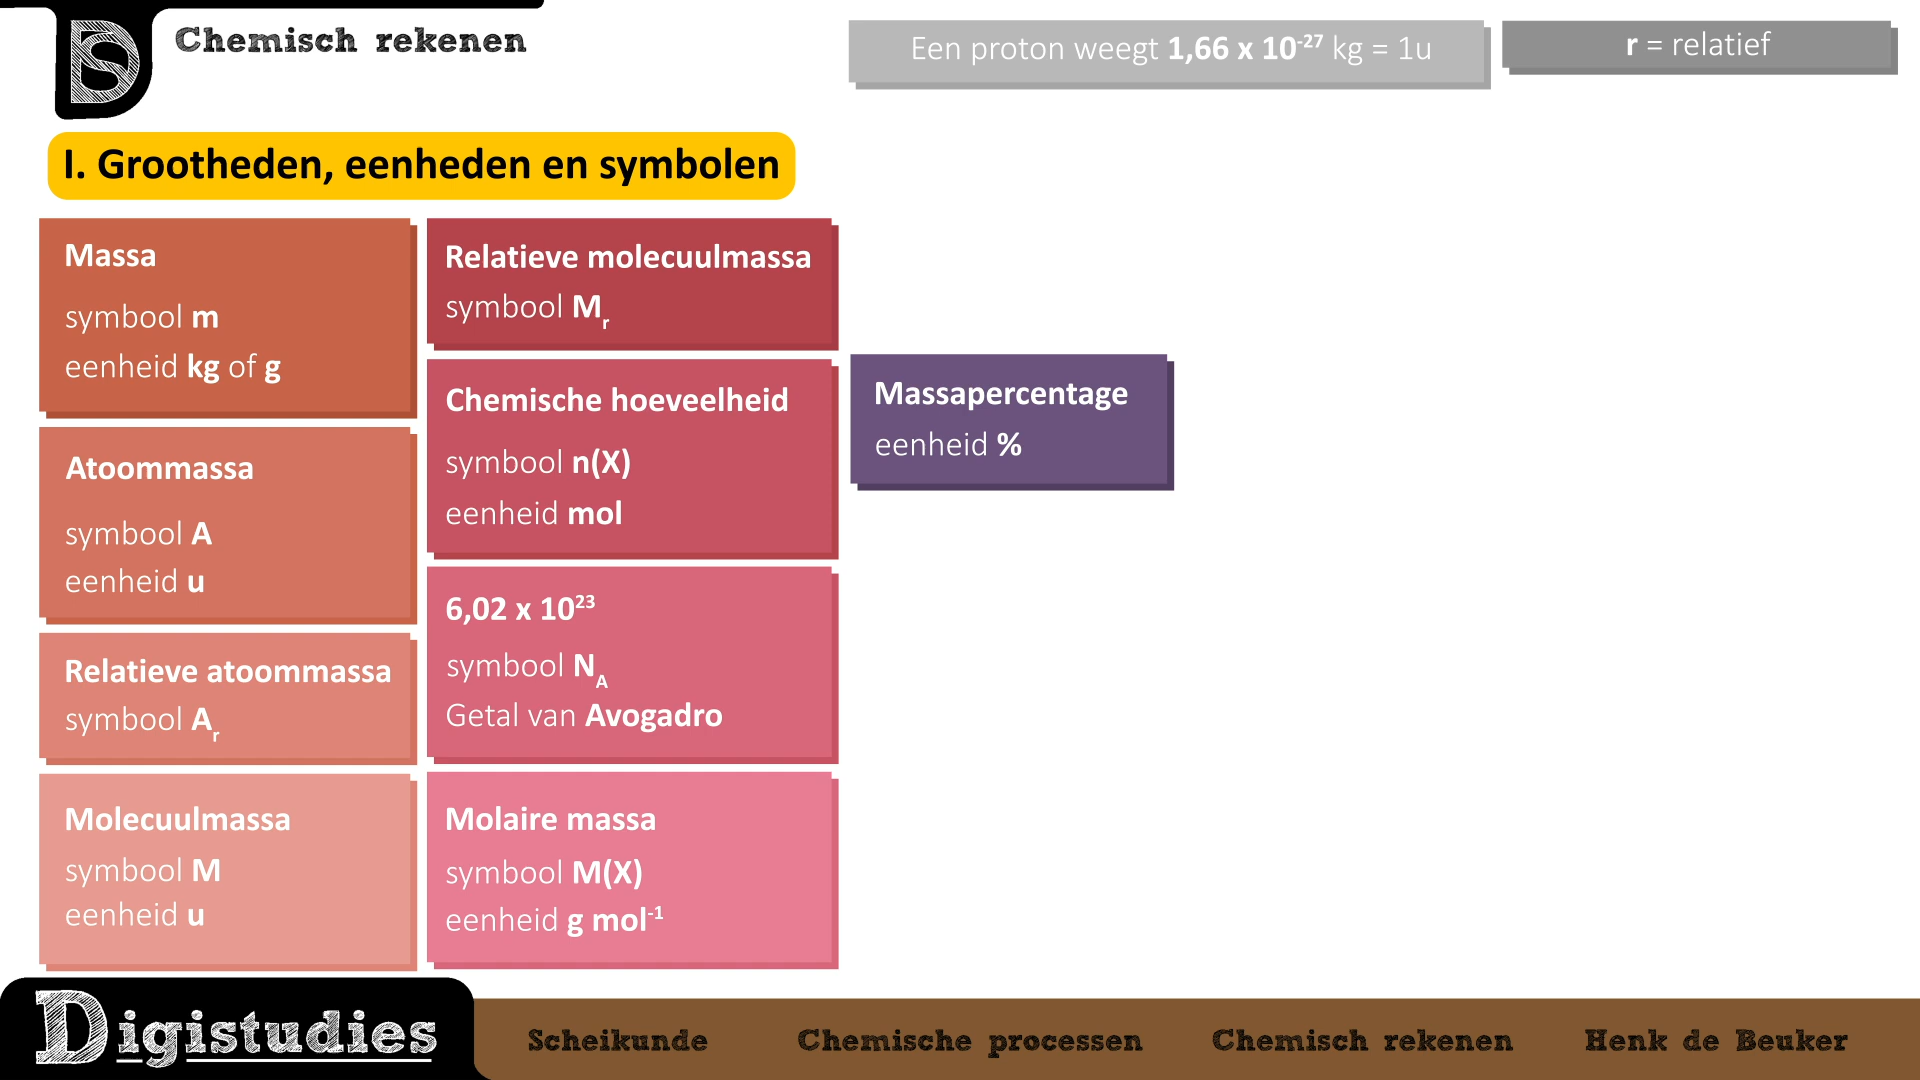 DS
Chemisch rekenen
Een proton weegt 1,66 x 10⁻²⁷ kg = 1u
r = relatief
I. Grootheden, eenheden en symbolen
Massa
symbool m
eenheid kg of g
Atoommassa
symbool A
eenheid u
Relatieve atoommassa
symbool Aᵣ
Molecuulmassa
symbool M
eenheid u
Relatieve molecuulmassa
symbool Mᵣ
Chemische hoeveelheid
symbool n(X)
eenheid mol
6,02 x 10²³
symbool N_A
Getal van Avogadro
Molaire massa
symbool M(X)
eenheid g mol⁻¹
Massapercentage
eenheid %
Digistudies
Scheikunde
Chemische processen
Chemisch rekenen
Henk de Beuker